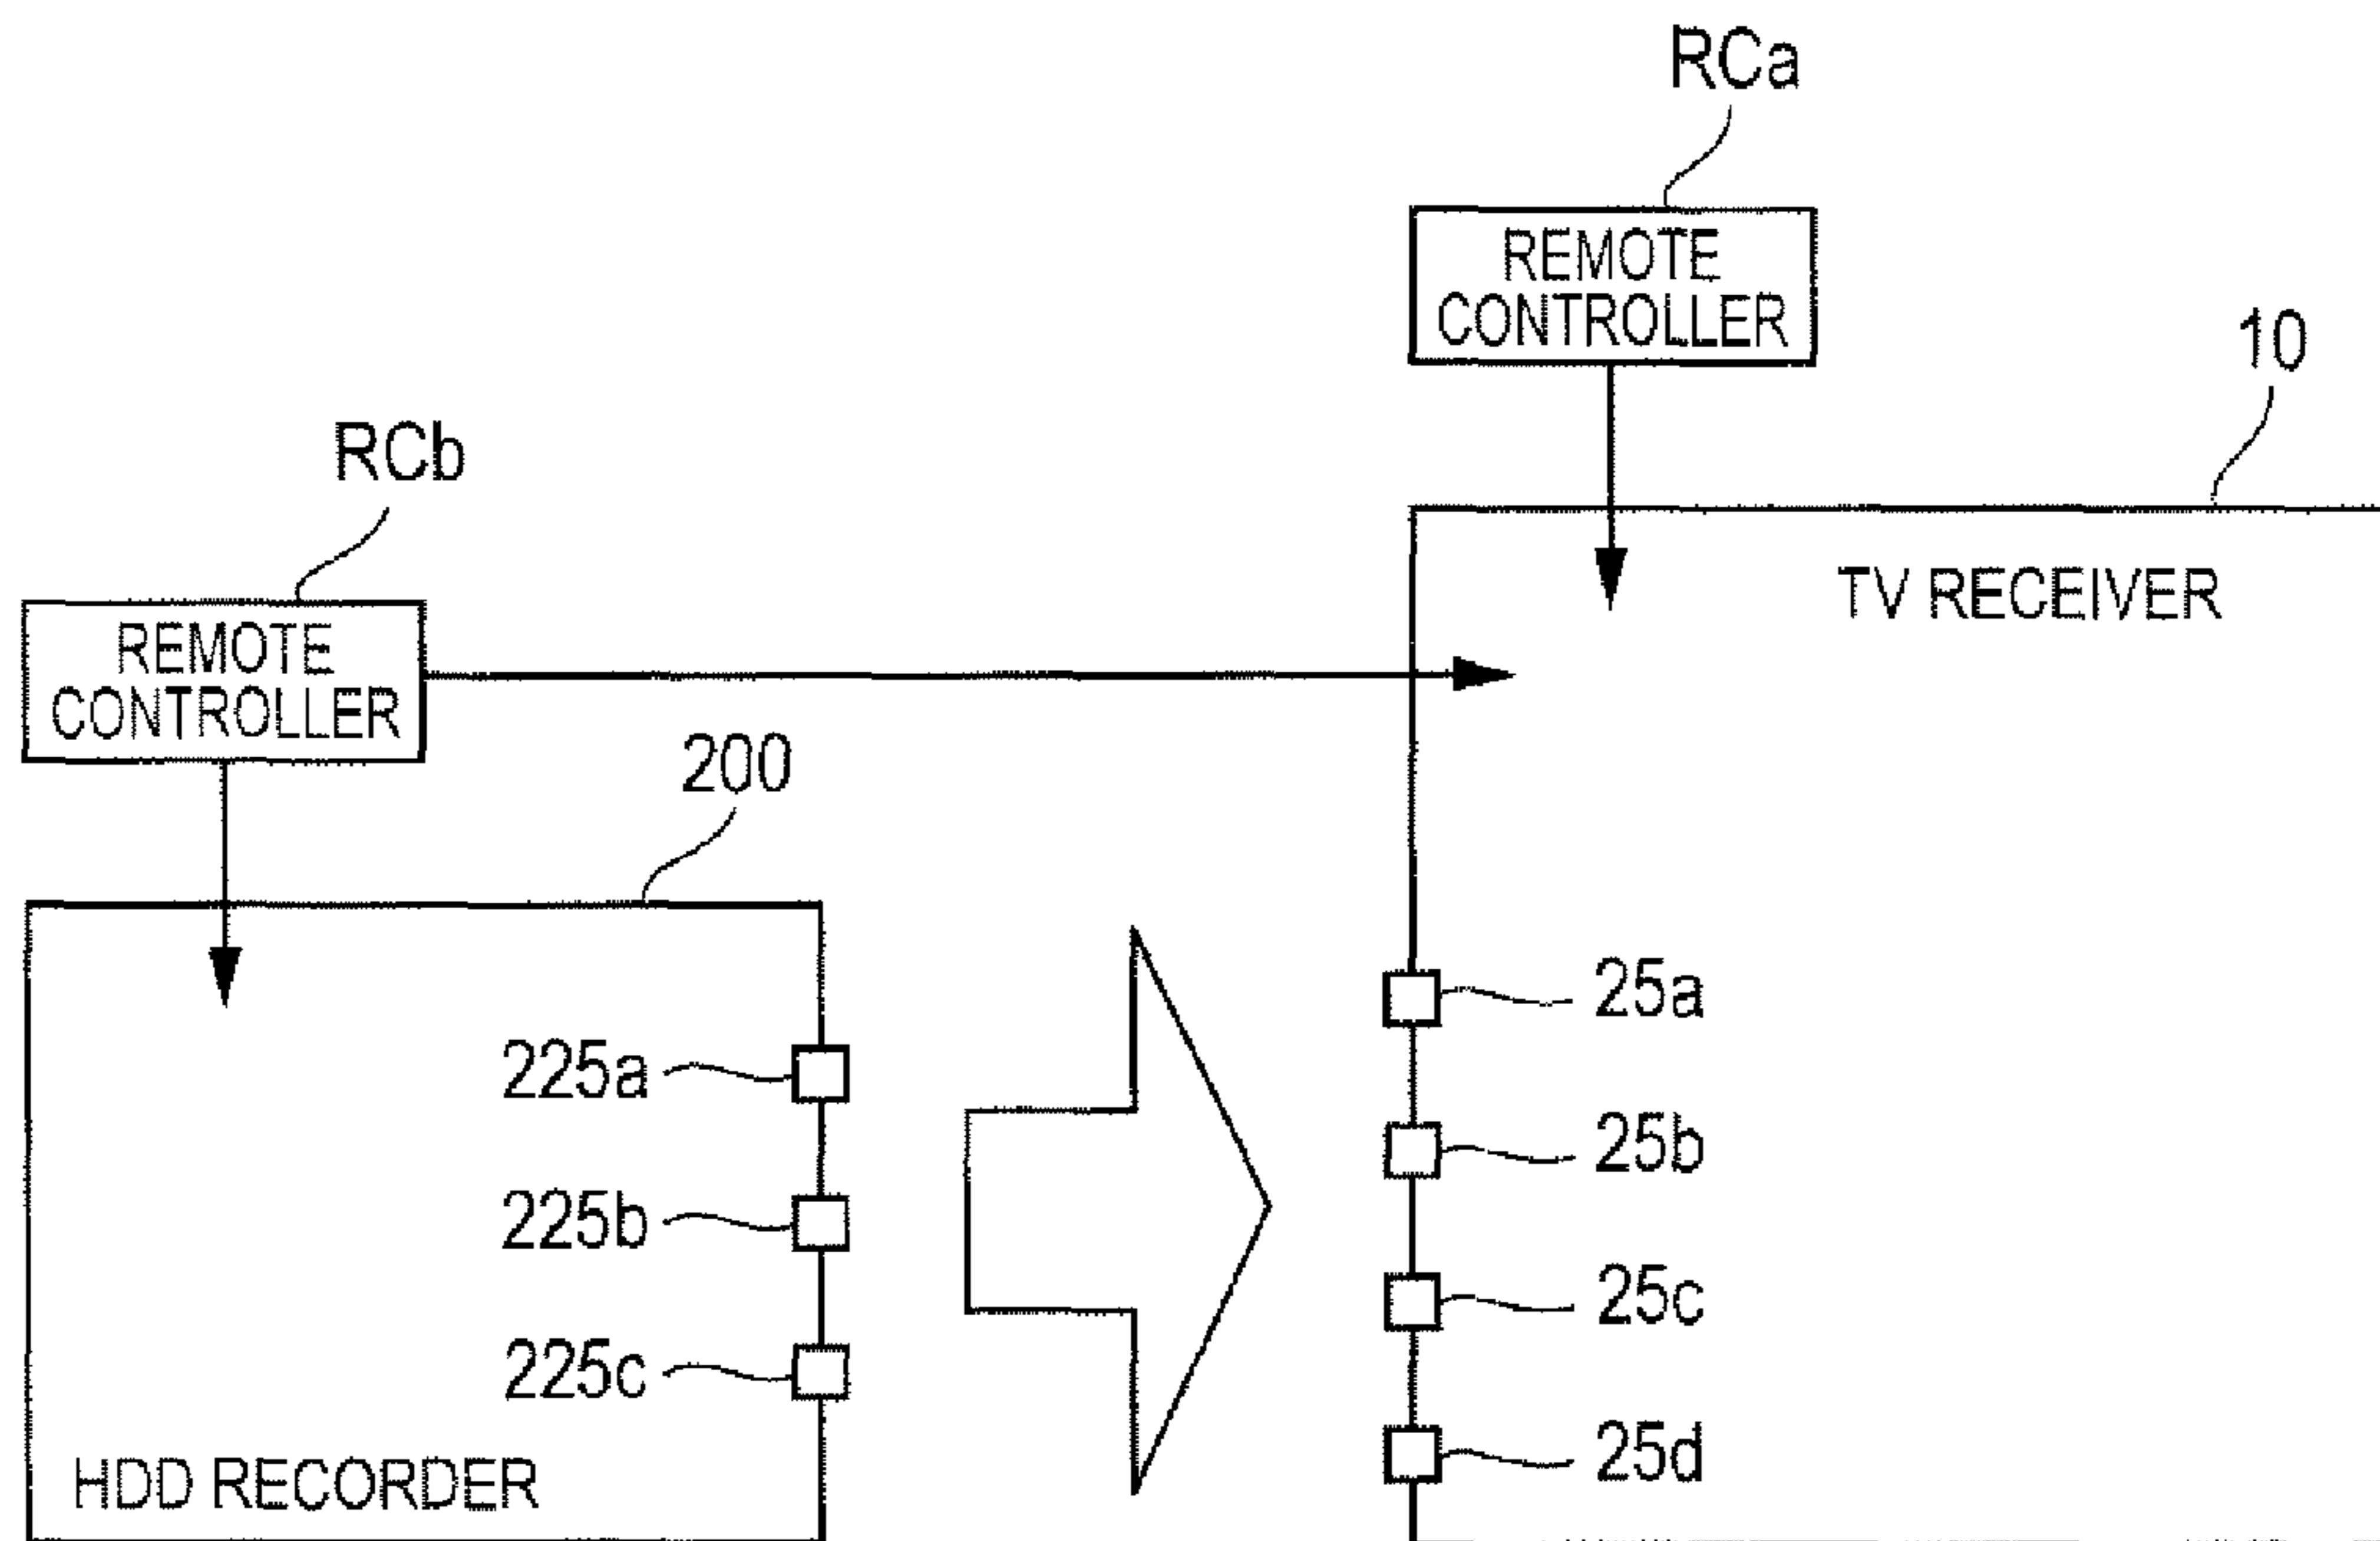 RCa
REMOTE
CONTROLLER
10
TV RECEIVER
RCb
REMOTE
CONTROLLER
200
225a
225b
225c
HDD RECORDER
25a
25b
25c
25d